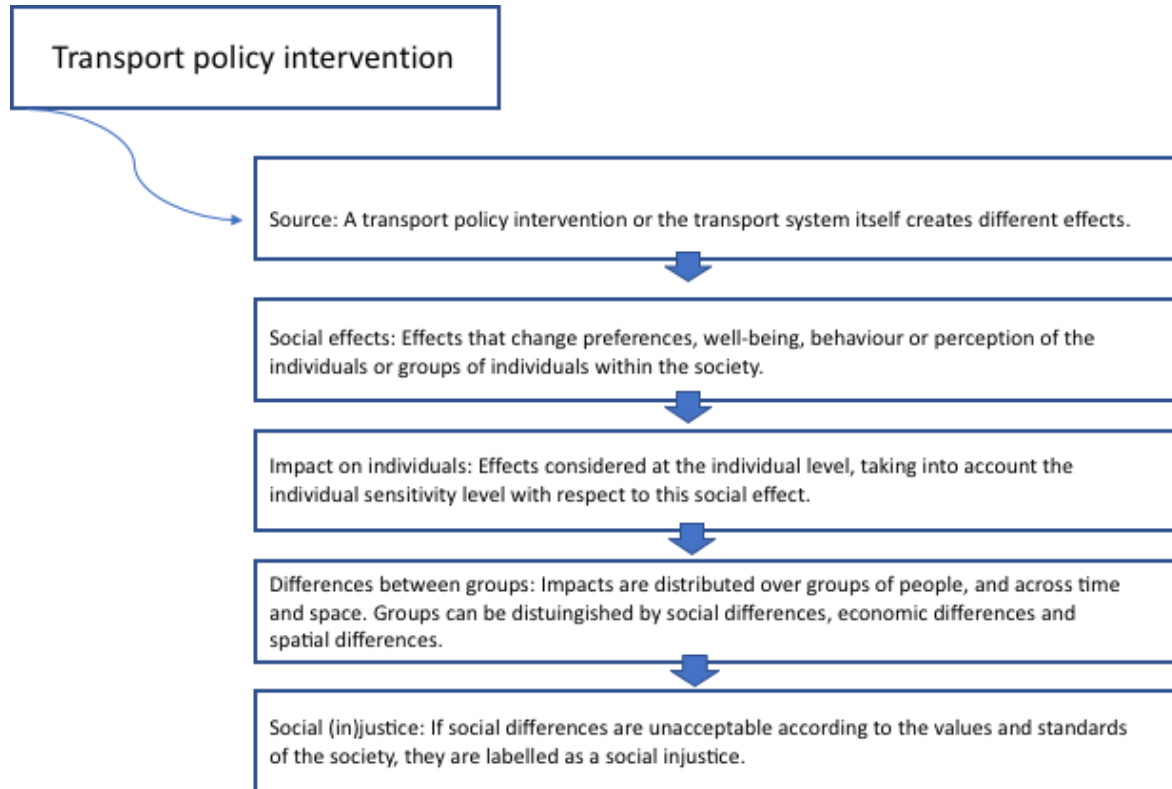 Transport policy intervention
Source: A transport policy intervention or the transport system itself creates different effects.
Social effects: Effects that change preferences, well-being, behaviour or perception of the
individuals or groups of individuals within the society.
Impact on individuals: Effects considered at the individual level, taking into account the
individual sensitivity level with respect to this social effect.
Differences between groups: Impacts are distributed over groups of people, and across time
and space. Groups can be distuingished by social differences, economic differences and
spatial differences.
Social (in)justice: If social differences are unacceptable according to the values and standards
of the society, they are labelled as a social injustice.